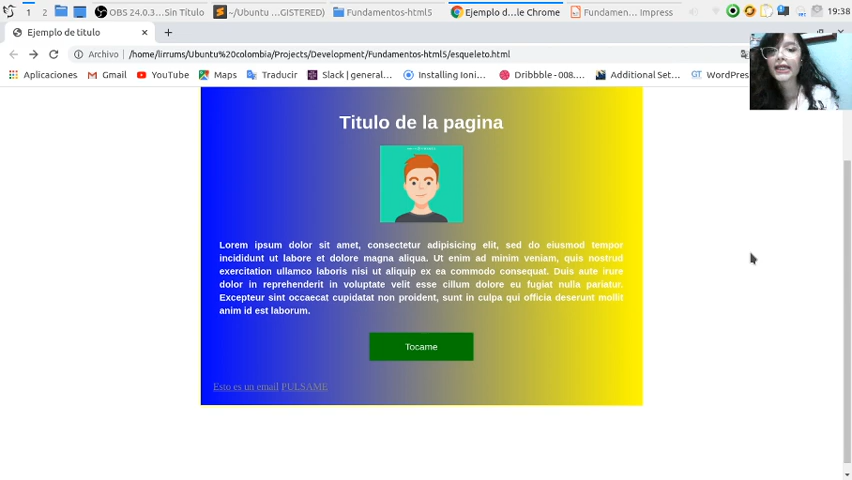 OBS 24.0.3...Sin Título
~/Ubuntu ...GISTERED)
Fundamentos-html5
Ejemplo d...le Chrome
Fundamen... Impress
19:38
1
2
Ejemplo de titulo
Archivo
/home/lirrums/Ubuntu%20colombia/Projects/Development/Fundamentos-html5/esqueleto.html
Aplicaciones
Gmail
YouTube
Maps
Traducir
Slack | general...
Installing Ioni...
Dribbble - 008....
Additional Set...
GT WordPress
Titulo de la pagina
Lorem ipsum dolor sit amet, consectetur adipisicing elit, sed do eiusmod tempor
incididunt ut labore et dolore magna aliqua. Ut enim ad minim veniam, quis nostrud
exercitation ullamco laboris nisi ut aliquip ex ea commodo consequat. Duis aute irure
dolor in reprehenderit in voluptate velit esse cillum dolore eu fugiat nulla pariatur.
Excepteur sint occaecat cupidatat non proident, sunt in culpa qui officia deserunt mollit
anim id est laborum.
Tocame
Esto es un email PULSAME